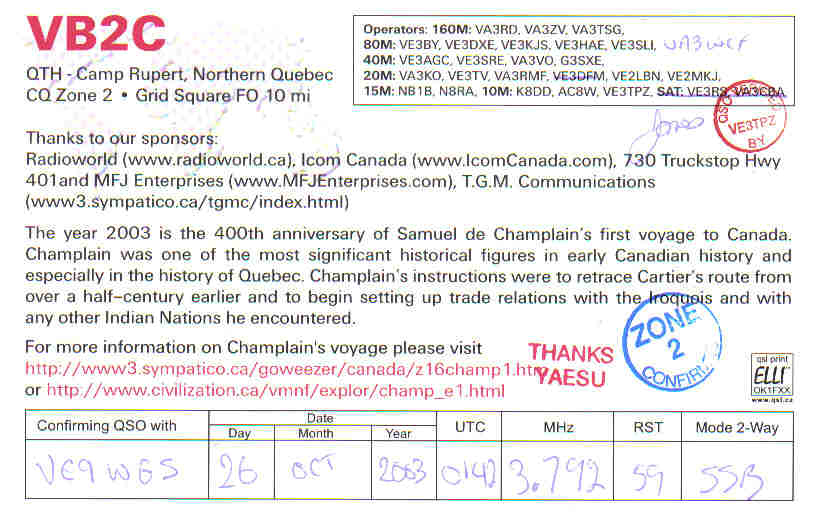 VB2C
QTH - Camp Rupert, Northern Quebec
CQ Zone 2 • Grid Square FO 10 mi
Operators: 160M: VA3RD, VA3ZV, VA3TSG,
80M: VE3BY, VE3DXE, VE3KJS, VE3HAE, VE3SLI, VA3WCF
40M: VE3AGC, VE3SRE, VA3VO, G3SXE,
20M: VA3KO, VE3TV, VA3RMF, VE3DFM, VE2LBN, VE2MKJ,
15M: NB1B, N8RA, 10M: K8DD, AC8W, VE3TPZ, SAT: VE3RS, VA3CBA
Jones
VE3TPZ
BY
Thanks to our sponsors:
Radioworld (www.radioworld.ca), Icom Canada (www.IcomCanada.com), 730 Truckstop Hwy
401and MFJ Enterprises (www.MFJEnterprises.com), T.G.M. Communications
(www3.sympatico.ca/tgmc/index.html)
The year 2003 is the 400th anniversary of Samuel de Champlain's first voyage to Canada.
Champlain was one of the most significant historical figures in early Canadian history and
especially in the history of Quebec. Champlain's instructions were to retrace Cartier's route from
over a half-century earlier and to begin setting up trade relations with the Iroquois and with
any other Indian Nations he encountered.
For more information on Champlain's voyage please visit
http://www3.sympatico.ca/goweezer/canada/z16champ1.htm
or http://www.civilization.ca/vmnf/explor/champ_e1.html
THANKS
YAESU
ZONE
2
CONFIRMED
qsl print
ELLI
OK1FXX
www.qsl.cz
Confirming QSO with Date UTC MHz RST Mode 2-Way
Day Month Year
VE9WGS 26 OCT 2003 0142 3.792 59 SSB